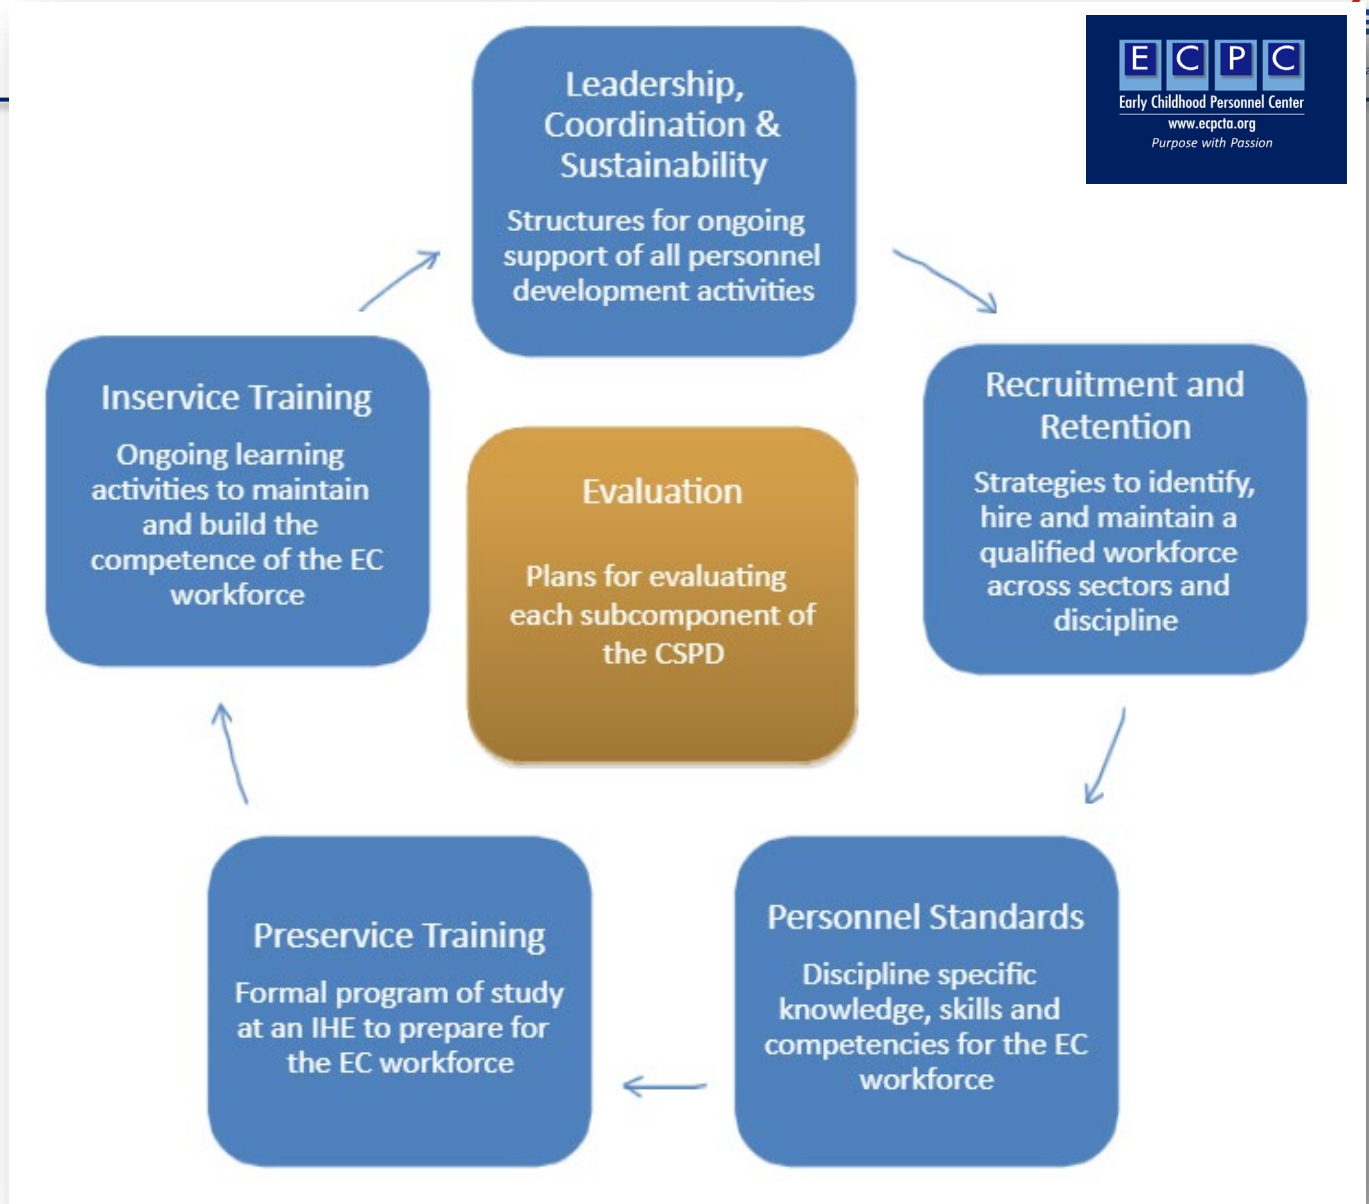 E C P C
Early Childhood Personnel Center
www.ecpcta.org
Purpose with Passion
Leadership,
Coordination &
Sustainability
Structures for ongoing
support of all personnel
development activities
Recruitment and
Retention
Strategies to identify,
hire and maintain a
qualified workforce
across sectors and
discipline
Personnel Standards
Discipline specific
knowledge, skills and
competencies for the EC
workforce
Preservice Training
Formal program of study
at an IHE to prepare for
the EC workforce
Inservice Training
Ongoing learning
activities to maintain
and build the
competence of the EC
workforce
Evaluation
Plans for evaluating
each subcomponent of
the CSPD